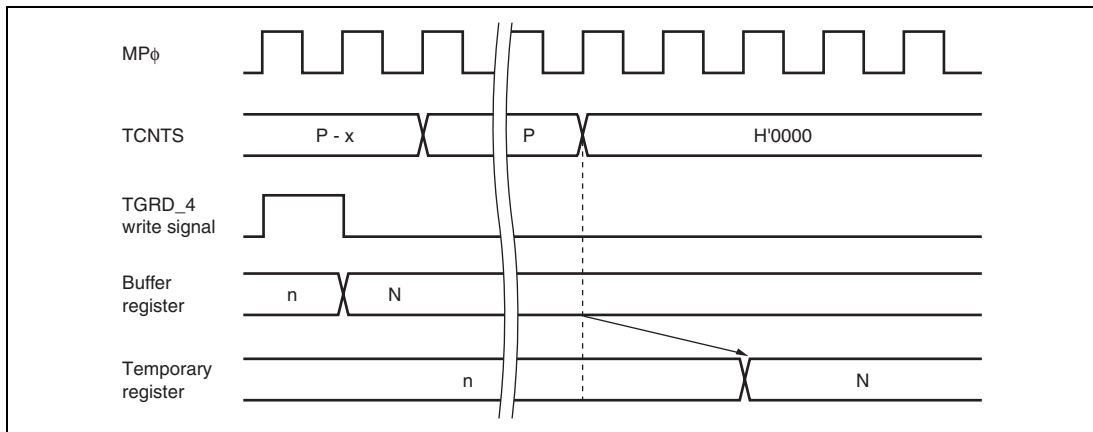 MPφ
TCNTS
P - x
P
H'0000
TGRD_4
write signal
Buffer
register
n
N
Temporary
register
n
N